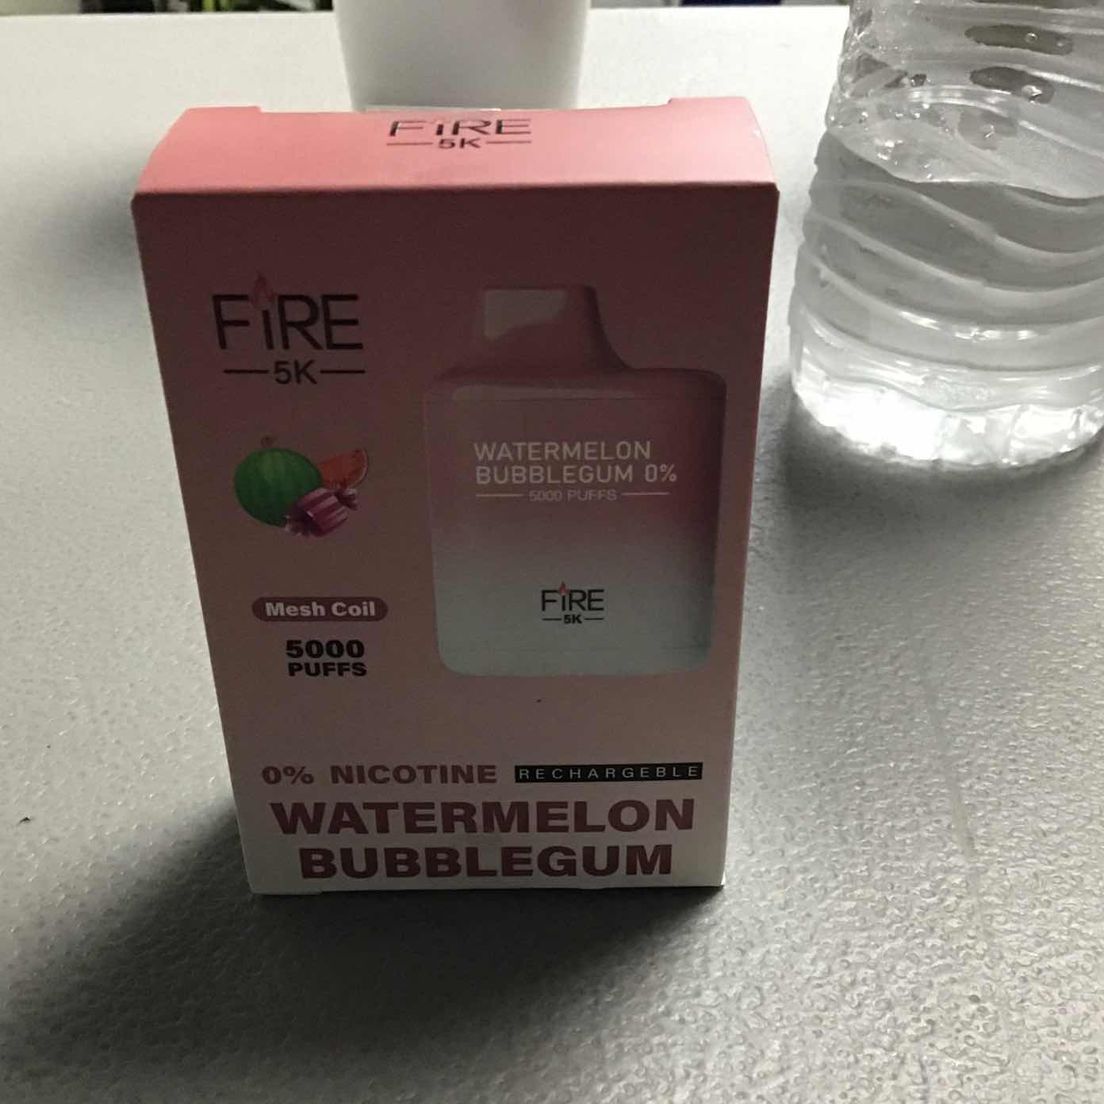 FiRE
5K
FiRE
5K
WATERMELON
BUBBLEGUM 0%
5000 PUFFS
FiRE
5K
Mesh Coil
5000
PUFFS
0% NICOTINE RECHARGEBLE
WATERMELON
BUBBLEGUM